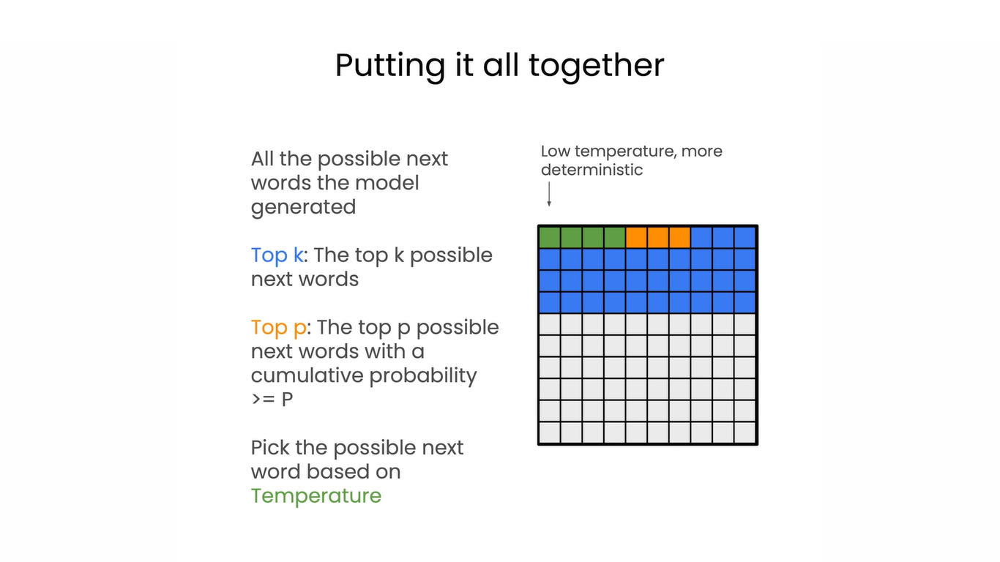 Putting it all together
All the possible next
words the model
generated
Top k: The top k possible
next words
Top p: The top p possible
next words with a
cumulative probability
>= P
Pick the possible next
word based on
Temperature
Low temperature, more
deterministic